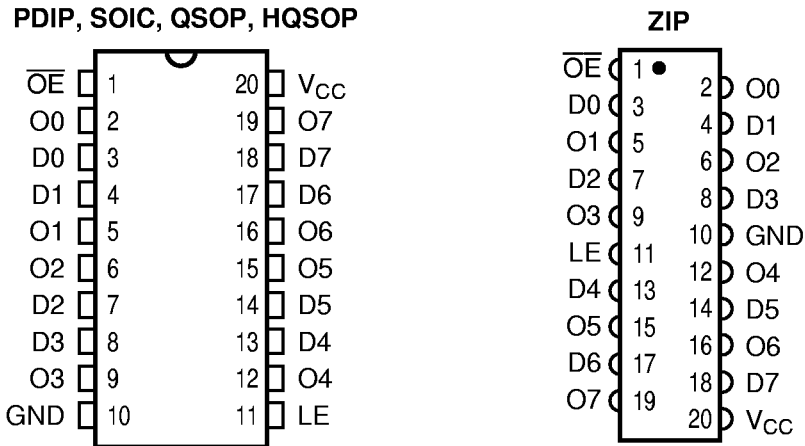 PDIP, SOIC, QSOP, HQSOP
OE 1 20 VCC
O0 2 19 O7
D0 3 18 D7
D1 4 17 D6
O1 5 16 O6
O2 6 15 O5
D2 7 14 D5
D3 8 13 D4
O3 9 12 O4
GND 10 11 LE
ZIP
OE 1
2 O0
D0 3
4 D1
O1 5
6 O2
D2 7
8 D3
O3 9
10 GND
LE 11
12 O4
D4 13
14 D5
O5 15
16 O6
D6 17
18 D7
O7 19
20 VCC